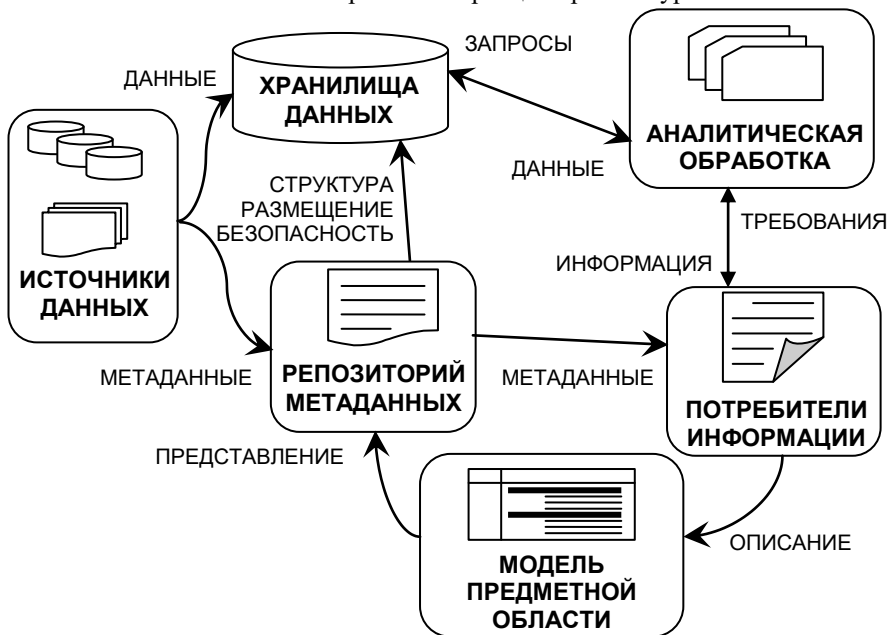 ЗАПРОСЫ
ДАННЫЕ
ХРАНИЛИЩА
ДАННЫХ
АНАЛИТИЧЕСКАЯ
ОБРАБОТКА
ДАННЫЕ
СТРУКТУРА
РАЗМЕЩЕНИЕ
БЕЗОПАСНОСТЬ
ТРЕБОВАНИЯ
ИНФОРМАЦИЯ
ИСТОЧНИКИ
ДАННЫХ
МЕТАДАННЫЕ
РЕПОЗИТОРИЙ
МЕТАДАННЫХ
МЕТАДАННЫЕ
ПОТРЕБИТЕЛИ
ИНФОРМАЦИИ
ПРЕДСТАВЛЕНИЕ
ОПИСАНИЕ
МОДЕЛЬ
ПРЕДМЕТНОЙ
ОБЛАСТИ